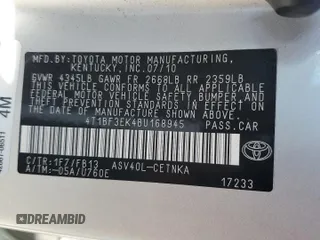 MFD.BY: TOYOTA MOTOR MANUFACTURING,
KENTUCKY, INC. 07/10
GVWR 4345LB GAWR FR 2668LB RR 2359LB
THIS VEHICLE CONFORMS TO ALL APPLICABLE
FEDERAL MOTOR VEHICLE SAFETY, BUMPER,
AND THEFT PREVENTION STANDARDS IN EFFECT
ON THE DATE OF MANUFACTURE SHOWN ABOVE.
4T1BF3EK4BU168945 PASS.CAR
C/TR:1F7/FB13 ASV40L-CETNKA
A/TM:-05A/U760E
17233
TOYOTA
4M
DREAMBID